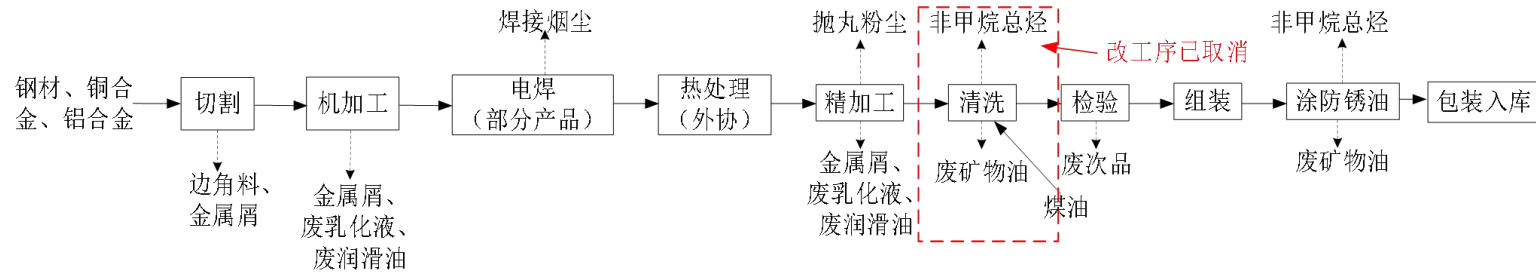 焊接烟尘
抛丸粉尘
非甲烷总烃
非甲烷总烃
改工序已取消
钢材、铜合
金、铝合金
切割
机加工
电焊
（部分产品）
热处理
（外协）
精加工
清洗
检验
组装
涂防锈油
包装入库
边角料、
金属屑
金属屑、
废乳化液、
废润滑油
金属屑、
废乳化液、
废润滑油
废矿物油
煤油
废次品
废矿物油